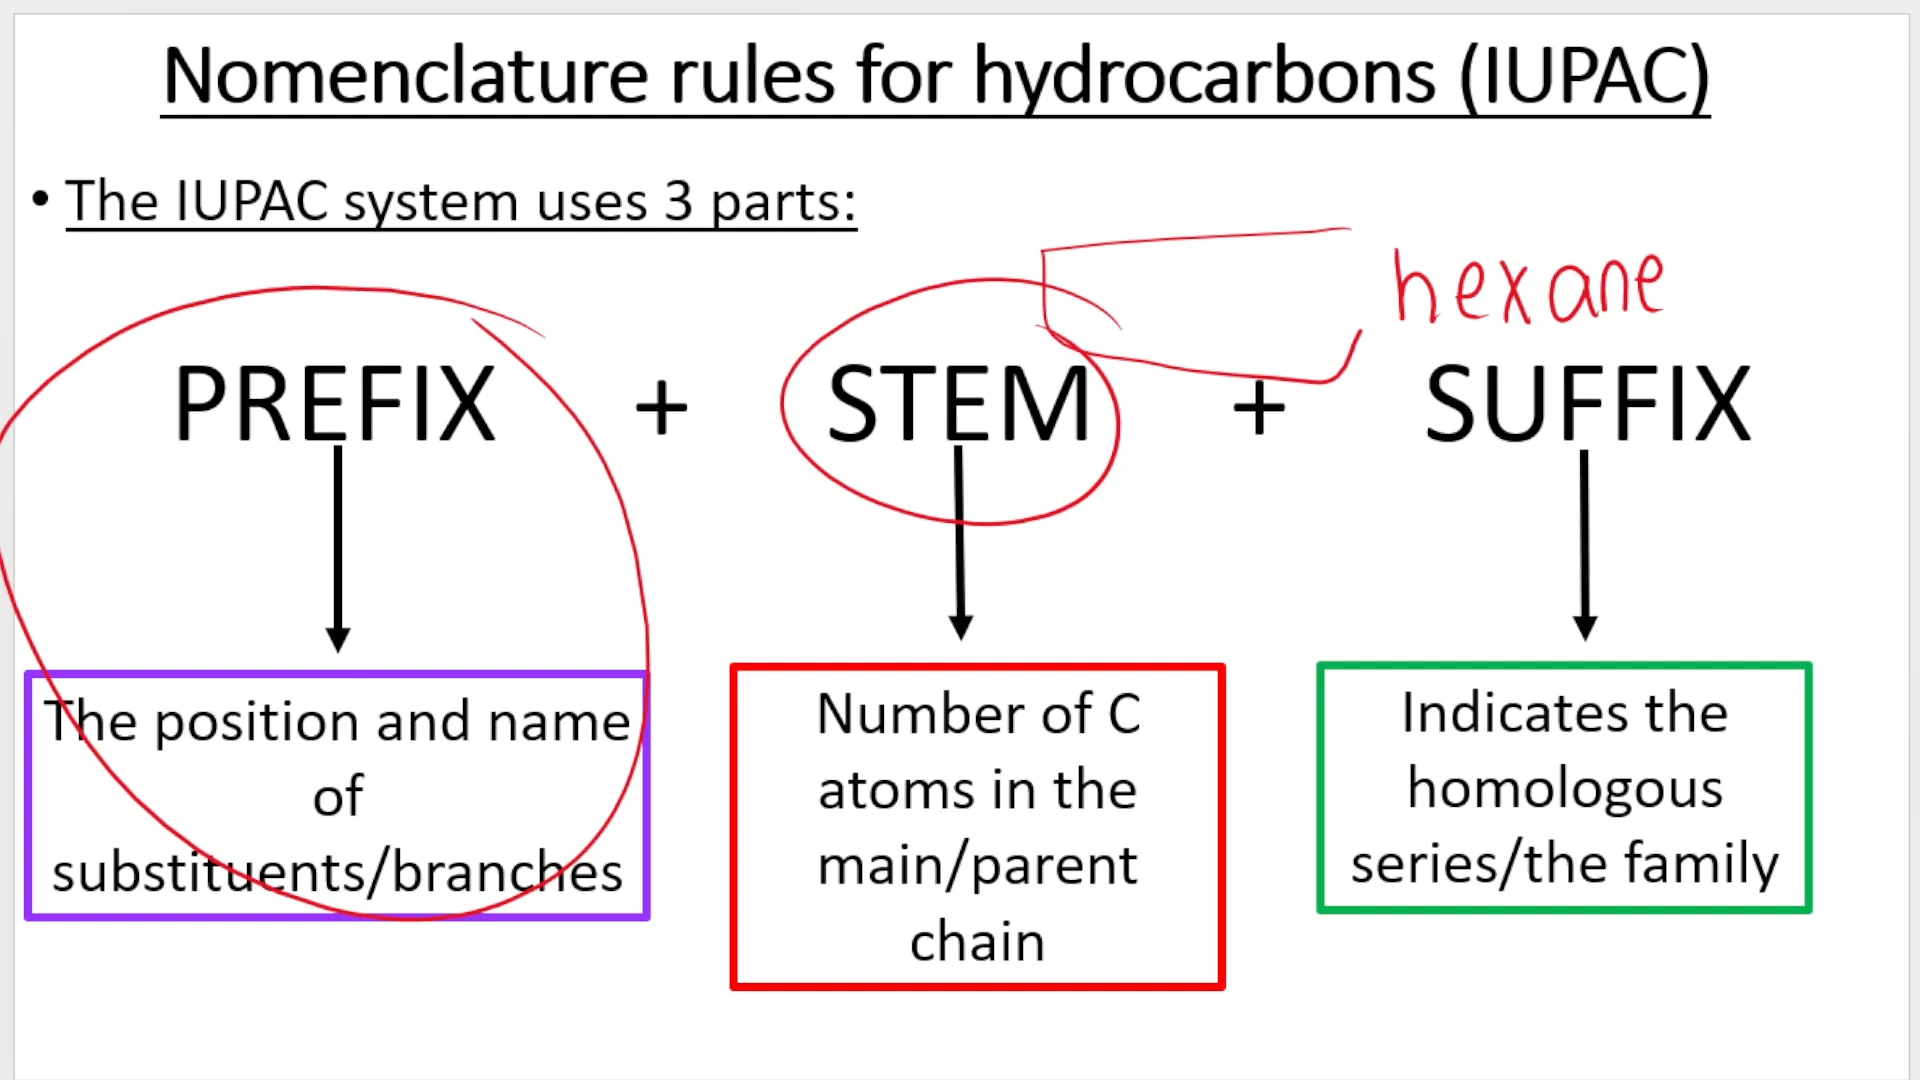 Nomenclature rules for hydrocarbons (IUPAC)
• The IUPAC system uses 3 parts:
hexane
PREFIX + STEM + SUFFIX
The position and name
of
substituents/branches
Number of C
atoms in the
main/parent
chain
Indicates the
homologous
series/the family